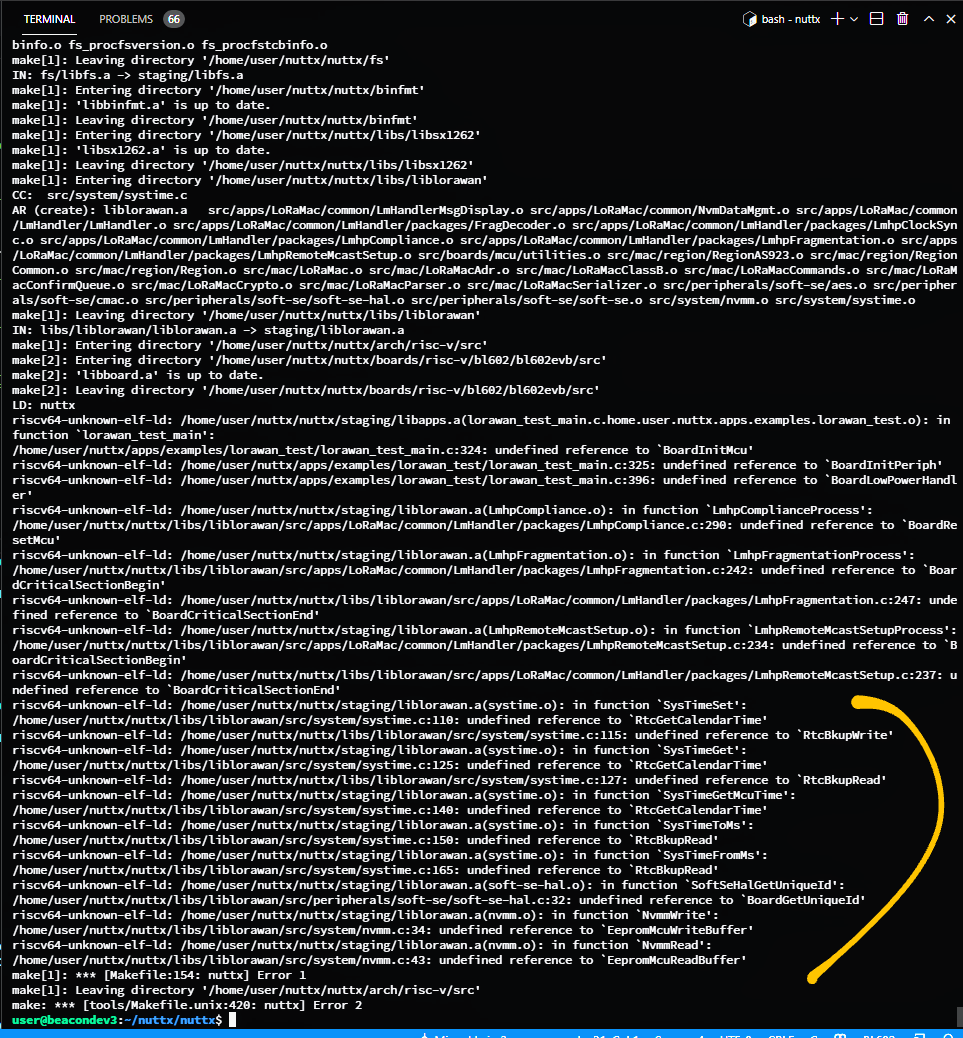 TERMINAL PROBLEMS 66 bash - nuttx
binfo.o fs_procfsversion.o fs_procfstcbinfo.o
make[1]: Leaving directory '/home/user/nuttx/nuttx/fs'
IN: fs/libfs.a -> staging/libfs.a
make[1]: Entering directory '/home/user/nuttx/nuttx/binfmt'
make[1]: 'libbinfmt.a' is up to date.
make[1]: Leaving directory '/home/user/nuttx/nuttx/binfmt'
make[1]: Entering directory '/home/user/nuttx/nuttx/libs/libsx1262'
make[1]: 'libsx1262.a' is up to date.
make[1]: Leaving directory '/home/user/nuttx/nuttx/libs/libsx1262'
make[1]: Entering directory '/home/user/nuttx/nuttx/libs/liblorawan'
CC:  src/system/systime.c
AR (create): liblorawan.a   src/apps/LoRaMac/common/LmHandlerMsgDisplay.o src/apps/LoRaMac/common/NvmDataMgmt.o src/apps/LoRaMac/common
/LmHandler/LmHandler.o src/apps/LoRaMac/common/LmHandler/packages/FragDecoder.o src/apps/LoRaMac/common/LmHandler/packages/LmhpClockSyn
c.o src/apps/LoRaMac/common/LmHandler/packages/LmhpCompliance.o src/apps/LoRaMac/common/LmHandler/packages/LmhpFragmentation.o src/apps
/LoRaMac/common/LmHandler/packages/LmhpRemoteMcastSetup.o src/boards/mcu/utilities.o src/mac/region/RegionAS923.o src/mac/region/Region
Common.o src/mac/region/Region.o src/mac/LoRaMac.o src/mac/LoRaMacAdr.o src/mac/LoRaMacClassB.o src/mac/LoRaMacCommands.o src/mac/LoRaM
acConfirmQueue.o src/mac/LoRaMacCrypto.o src/mac/LoRaMacParser.o src/mac/LoRaMacSerializer.o src/peripherals/soft-se/aes.o src/peripher
als/soft-se/cmac.o src/peripherals/soft-se/soft-se-hal.o src/peripherals/soft-se/soft-se.o src/system/nvmm.o src/system/systime.o
make[1]: Leaving directory '/home/user/nuttx/nuttx/libs/liblorawan'
IN: libs/liblorawan/liblorawan.a -> staging/liblorawan.a
make[1]: Entering directory '/home/user/nuttx/nuttx/arch/risc-v/src'
make[2]: Entering directory '/home/user/nuttx/nuttx/boards/risc-v/bl602/bl602evb/src'
make[2]: 'libboard.a' is up to date.
make[2]: Leaving directory '/home/user/nuttx/nuttx/boards/risc-v/bl602/bl602evb/src'
LD: nuttx
riscv64-unknown-elf-ld: /home/user/nuttx/nuttx/staging/libapps.a(lorawan_test_main.c.home.user.nuttx.apps.examples.lorawan_test.o): in
function `lorawan_test_main':
/home/user/nuttx/apps/examples/lorawan_test/lorawan_test_main.c:324: undefined reference to `BoardInitMcu'
riscv64-unknown-elf-ld: /home/user/nuttx/apps/examples/lorawan_test/lorawan_test_main.c:325: undefined reference to `BoardInitPeriph'
riscv64-unknown-elf-ld: /home/user/nuttx/apps/examples/lorawan_test/lorawan_test_main.c:396: undefined reference to `BoardLowPowerHandl
er'
riscv64-unknown-elf-ld: /home/user/nuttx/nuttx/staging/liblorawan.a(LmhpCompliance.o): in function `LmhpComplianceProcess':
/home/user/nuttx/nuttx/libs/liblorawan/src/apps/LoRaMac/common/LmHandler/packages/LmhpCompliance.c:290: undefined reference to `BoardRe
setMcu'
riscv64-unknown-elf-ld: /home/user/nuttx/nuttx/staging/liblorawan.a(LmhpFragmentation.o): in function `LmhpFragmentationProcess':
/home/user/nuttx/nuttx/libs/liblorawan/src/apps/LoRaMac/common/LmHandler/packages/LmhpFragmentation.c:242: undefined reference to `Boar
dCriticalSectionBegin'
riscv64-unknown-elf-ld: /home/user/nuttx/nuttx/libs/liblorawan/src/apps/LoRaMac/common/LmHandler/packages/LmhpFragmentation.c:247: unde
fined reference to `BoardCriticalSectionEnd'
riscv64-unknown-elf-ld: /home/user/nuttx/nuttx/staging/liblorawan.a(LmhpRemoteMcastSetup.o): in function `LmhpRemoteMcastSetupProcess':
/home/user/nuttx/nuttx/libs/liblorawan/src/apps/LoRaMac/common/LmHandler/packages/LmhpRemoteMcastSetup.c:234: undefined reference to `B
oardCriticalSectionBegin'
riscv64-unknown-elf-ld: /home/user/nuttx/nuttx/libs/liblorawan/src/apps/LoRaMac/common/LmHandler/packages/LmhpRemoteMcastSetup.c:237: u
ndefined reference to `BoardCriticalSectionEnd'
riscv64-unknown-elf-ld: /home/user/nuttx/nuttx/staging/liblorawan.a(systime.o): in function `SysTimeSet':
/home/user/nuttx/nuttx/libs/liblorawan/src/system/systime.c:110: undefined reference to `RtcGetCalendarTime'
riscv64-unknown-elf-ld: /home/user/nuttx/nuttx/libs/liblorawan/src/system/systime.c:115: undefined reference to `RtcBkupWrite'
riscv64-unknown-elf-ld: /home/user/nuttx/nuttx/staging/liblorawan.a(systime.o): in function `SysTimeGet':
/home/user/nuttx/nuttx/libs/liblorawan/src/system/systime.c:125: undefined reference to `RtcGetCalendarTime'
riscv64-unknown-elf-ld: /home/user/nuttx/nuttx/libs/liblorawan/src/system/systime.c:127: undefined reference to `RtcBkupRead'
riscv64-unknown-elf-ld: /home/user/nuttx/nuttx/staging/liblorawan.a(systime.o): in function `SysTimeGetMcuTime':
/home/user/nuttx/nuttx/libs/liblorawan/src/system/systime.c:140: undefined reference to `RtcGetCalendarTime'
riscv64-unknown-elf-ld: /home/user/nuttx/nuttx/staging/liblorawan.a(systime.o): in function `SysTimeToMs':
/home/user/nuttx/nuttx/libs/liblorawan/src/system/systime.c:150: undefined reference to `RtcBkupRead'
riscv64-unknown-elf-ld: /home/user/nuttx/nuttx/staging/liblorawan.a(systime.o): in function `SysTimeFromMs':
/home/user/nuttx/nuttx/libs/liblorawan/src/system/systime.c:165: undefined reference to `RtcBkupRead'
riscv64-unknown-elf-ld: /home/user/nuttx/nuttx/staging/liblorawan.a(soft-se-hal.o): in function `SoftSeHalGetUniqueId':
/home/user/nuttx/nuttx/libs/liblorawan/src/peripherals/soft-se/soft-se-hal.c:32: undefined reference to `BoardGetUniqueId'
riscv64-unknown-elf-ld: /home/user/nuttx/nuttx/staging/liblorawan.a(nvmm.o): in function `NvmmWrite':
/home/user/nuttx/nuttx/libs/liblorawan/src/system/nvmm.c:34: undefined reference to `EepromMcuWriteBuffer'
riscv64-unknown-elf-ld: /home/user/nuttx/nuttx/staging/liblorawan.a(nvmm.o): in function `NvmmRead':
/home/user/nuttx/nuttx/libs/liblorawan/src/system/nvmm.c:43: undefined reference to `EepromMcuReadBuffer'
make[1]: *** [Makefile:154: nuttx] Error 1
make[1]: Leaving directory '/home/user/nuttx/nuttx/arch/risc-v/src'
make: *** [tools/Makefile.unix:420: nuttx] Error 2
user@beacondev3:~/nuttx/nuttx$